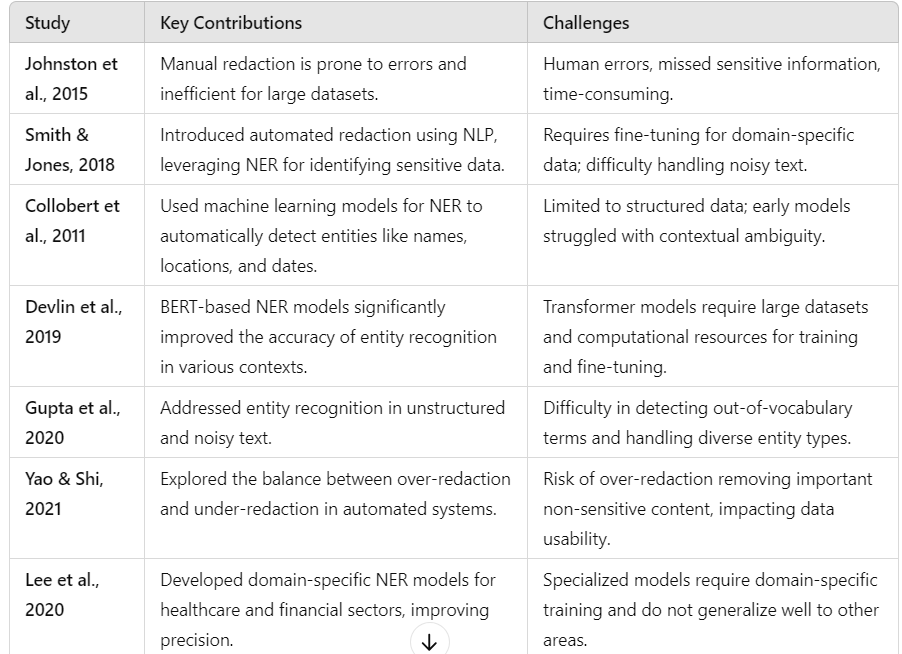 Study Key Contributions Challenges
Johnston et al., 2015
Manual redaction is prone to errors and
inefficient for large datasets.
Human errors, missed sensitive information,
time-consuming.
Smith &
Jones, 2018
Introduced automated redaction using NLP,
leveraging NER for identifying sensitive data.
Requires fine-tuning for domain-specific
data; difficulty handling noisy text.
Collobert et
al., 2011
Used machine learning models for NER to
automatically detect entities like names,
locations, and dates.
Limited to structured data; early models
struggled with contextual ambiguity.
Devlin et al.,
2019
BERT-based NER models significantly
improved the accuracy of entity recognition
in various contexts.
Transformer models require large datasets
and computational resources for training
and fine-tuning.
Gupta et al.,
2020
Addressed entity recognition in unstructured
and noisy text.
Difficulty in detecting out-of-vocabulary
terms and handling diverse entity types.
Yao & Shi,
2021
Explored the balance between over-redaction
and under-redaction in automated systems.
Risk of over-redaction removing important
non-sensitive content, impacting data
usability.
Lee et al.,
2020
Developed domain-specific NER models for
healthcare and financial sectors, improving
precision.
Specialized models require domain-specific
training and do not generalize well to other
areas.